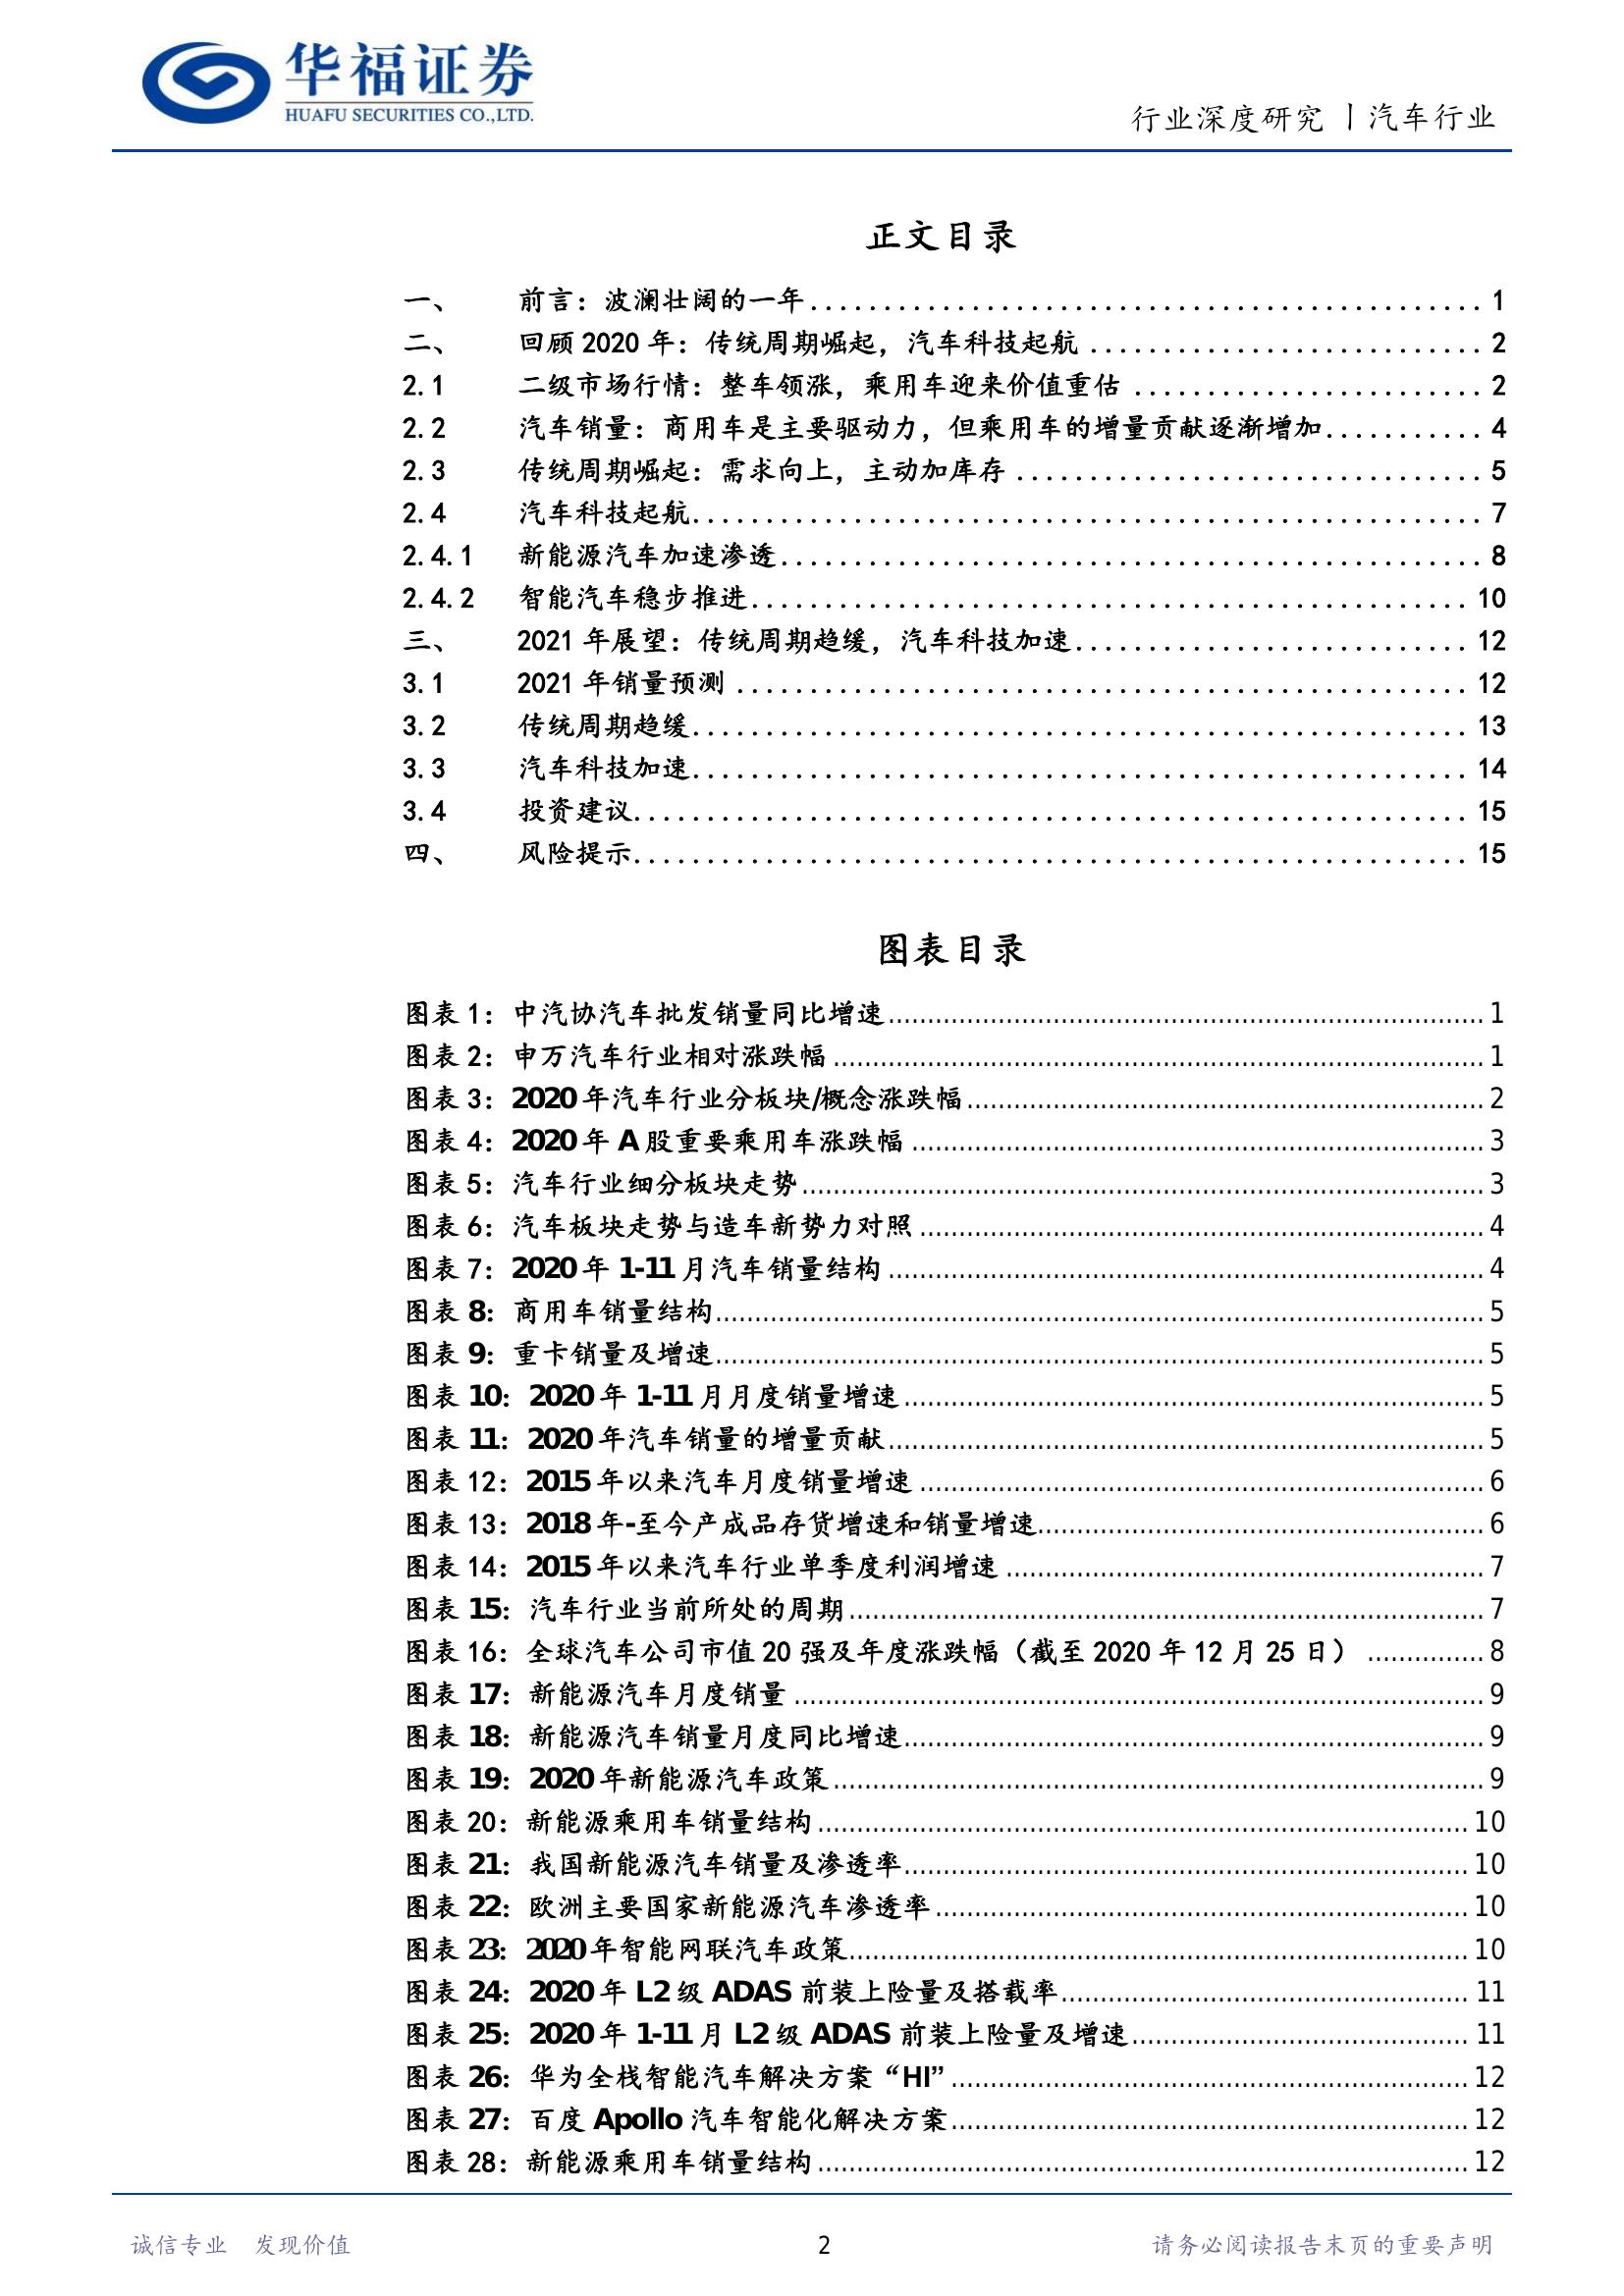 华福证券
HUAFU SECURITIES CO.,LTD.
行业深度研究丨汽车行业
正文目录
一、 前言：波澜壮阔的一年 1
二、 回顾 2020 年：传统周期崛起，汽车科技起航 2
2.1 二级市场行情：整车领涨，乘用车迎来价值重估 2
2.2 汽车销量：商用车是主要驱动力，但乘用车的增量贡献逐渐增加 4
2.3 传统周期崛起：需求向上，主动加库存 5
2.4 汽车科技起航 7
2.4.1 新能源汽车加速渗透 8
2.4.2 智能汽车稳步推进 10
三、 2021 年展望：传统周期趋缓，汽车科技加速 12
3.1 2021 年销量预测 12
3.2 传统周期趋缓 13
3.3 汽车科技加速 14
3.4 投资建议 15
四、 风险提示 15
图表目录
图表 1：中汽协汽车批发销量同比增速 1
图表 2：申万汽车行业相对涨跌幅 1
图表 3：2020 年汽车行业分板块/概念涨跌幅 2
图表 4：2020 年 A 股重要乘用车涨跌幅 3
图表 5：汽车行业细分板块走势 3
图表 6：汽车板块走势与造车新势力对照 4
图表 7：2020 年 1-11 月汽车销量结构 4
图表 8：商用车销量结构 5
图表 9：重卡销量及增速 5
图表 10：2020 年 1-11 月月度销量增速 5
图表 11：2020 年汽车销量的增量贡献 5
图表 12：2015 年以来汽车月度销量增速 6
图表 13：2018 年-至今产成品存货增速和销量增速 6
图表 14：2015 年以来汽车行业单季度利润增速 7
图表 15：汽车行业当前所处的周期 7
图表 16：全球汽车公司市值 20 强及年度涨跌幅（截至 2020 年 12 月 25 日） 8
图表 17：新能源汽车月度销量 9
图表 18：新能源汽车销量月度同比增速 9
图表 19：2020 年新能源汽车政策 9
图表 20：新能源乘用车销量结构 10
图表 21：我国新能源汽车销量及渗透率 10
图表 22：欧洲主要国家新能源汽车渗透率 10
图表 23：2020 年智能网联汽车政策 10
图表 24：2020 年 L2 级 ADAS 前装上险量及搭载率 11
图表 25：2020 年 1-11 月 L2 级 ADAS 前装上险量及增速 11
图表 26：华为全栈智能汽车解决方案“HI” 12
图表 27：百度 Apollo 汽车智能化解决方案 12
图表 28：新能源乘用车销量结构 12
诚信专业 发现价值 2 请务必阅读报告末页的重要声明